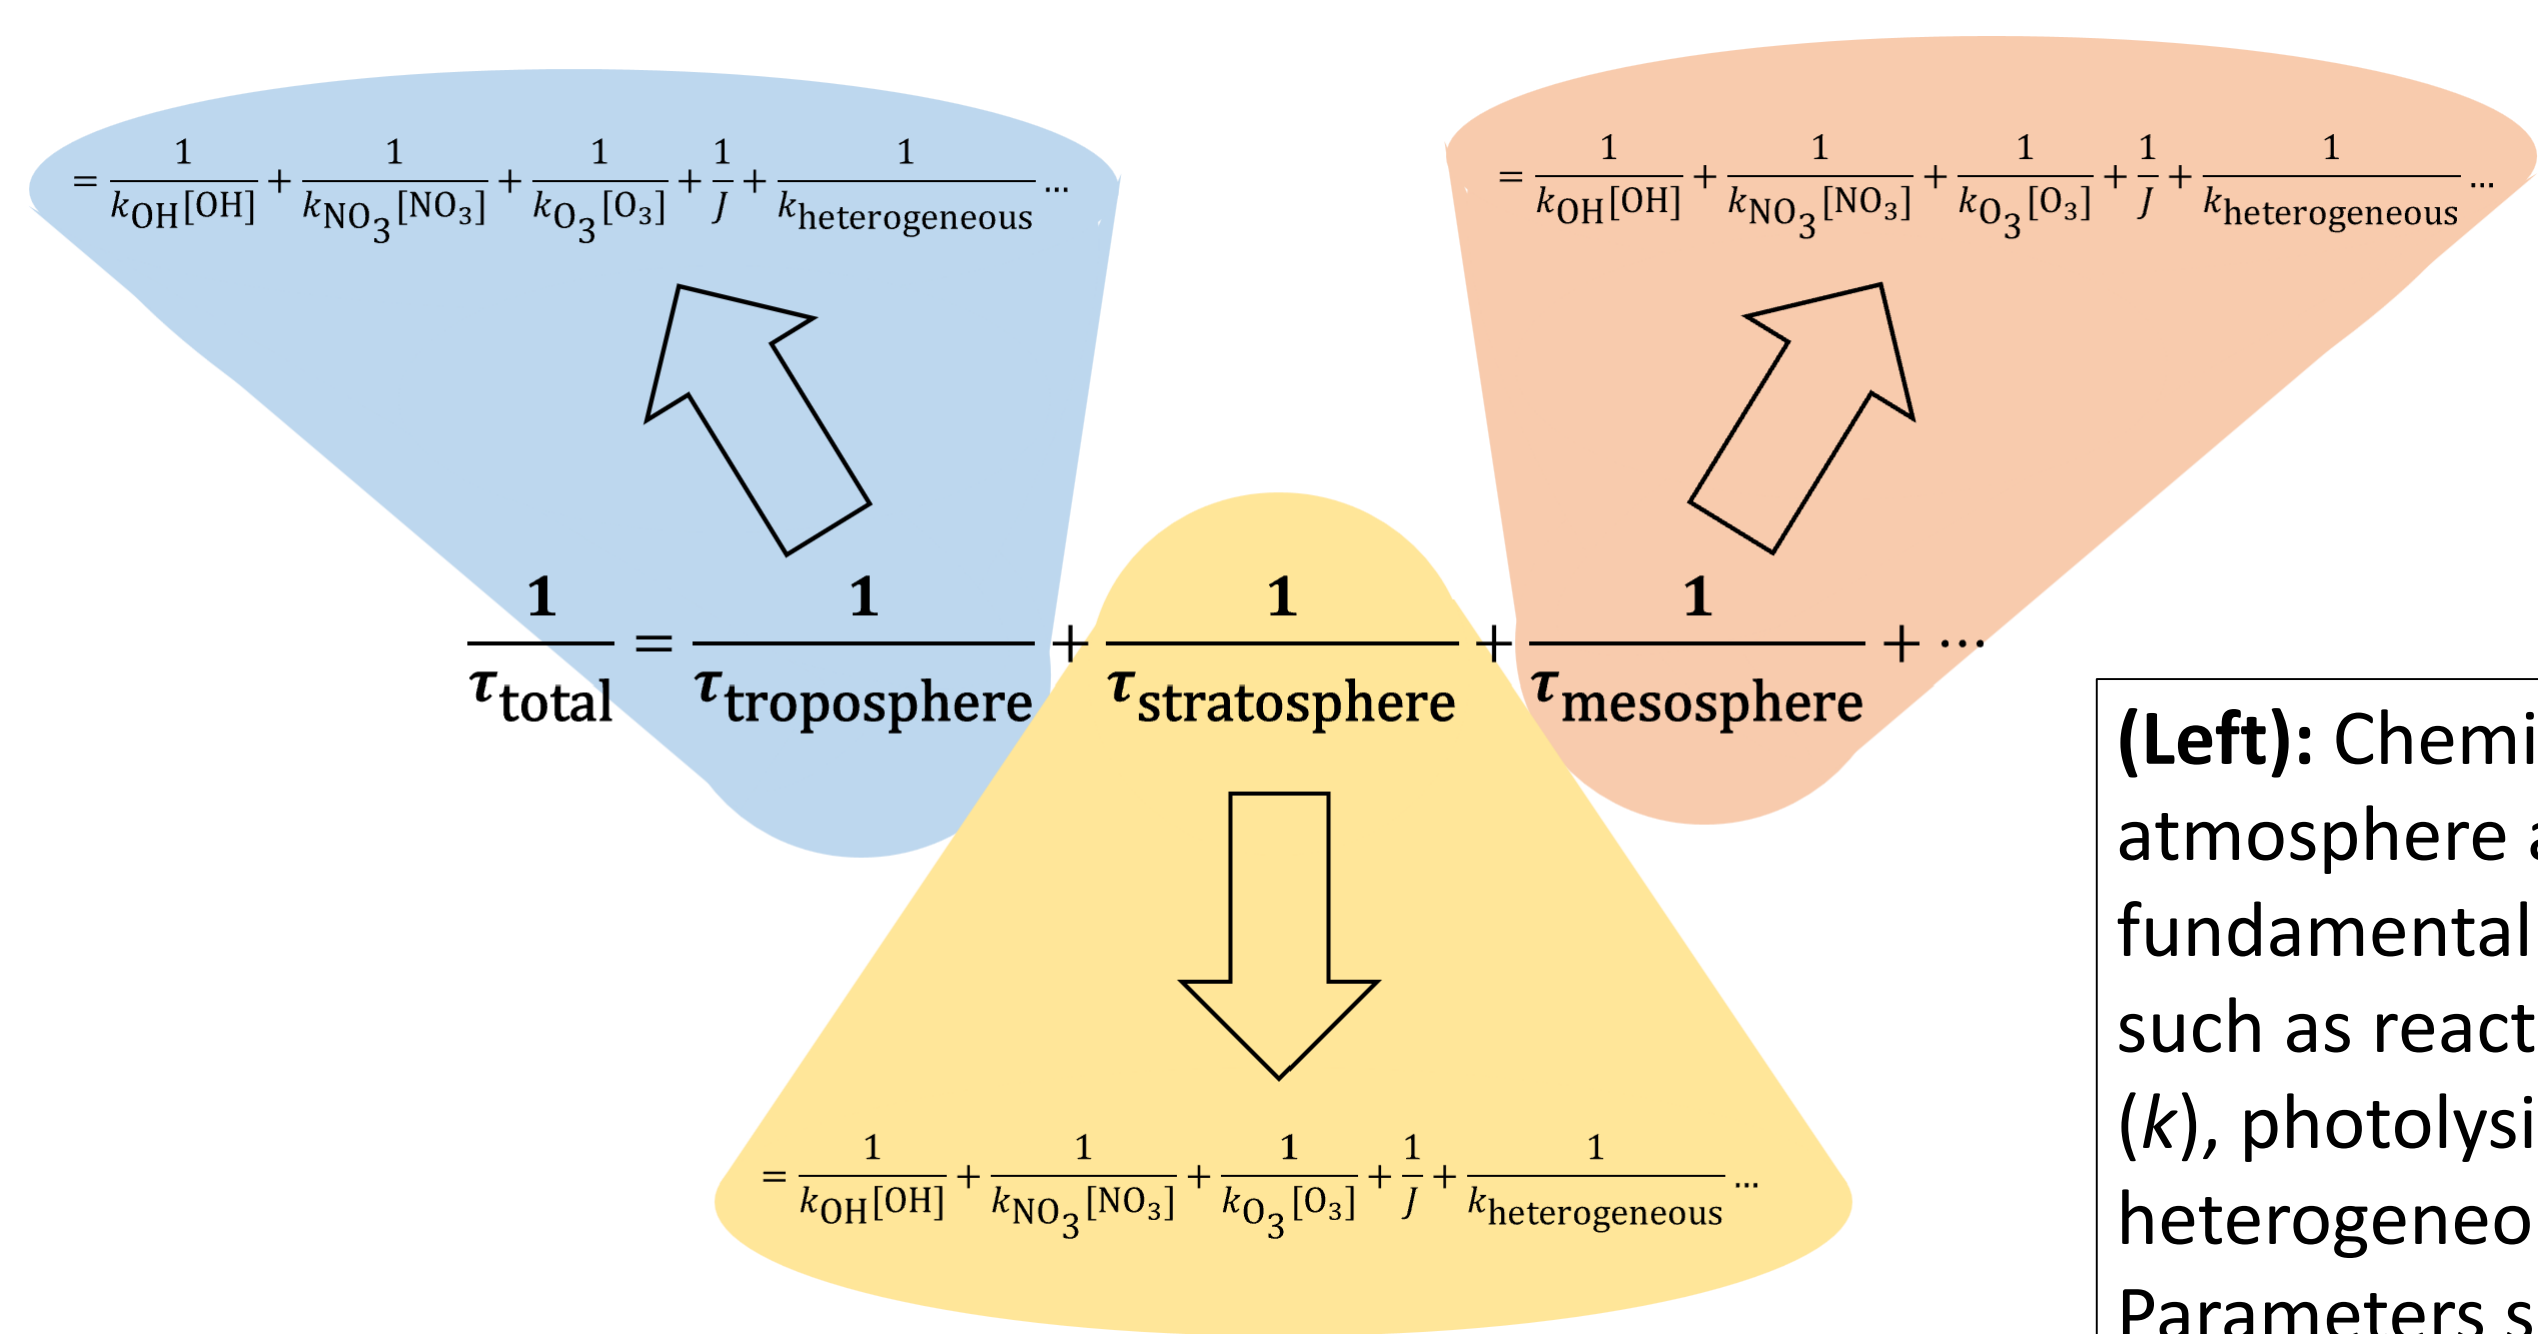 = 1/(k_OH[OH]) + 1/(k_NO3[NO₃]) + 1/(k_O3[O₃]) + 1/J + 1/k_heterogeneous ...
= 1/(k_OH[OH]) + 1/(k_NO3[NO₃]) + 1/(k_O3[O₃]) + 1/J + 1/k_heterogeneous ...
1/τ_total = 1/τ_troposphere + 1/τ_stratosphere + 1/τ_mesosphere + ⋯
= 1/(k_OH[OH]) + 1/(k_NO3[NO₃]) + 1/(k_O3[O₃]) + 1/J + 1/k_heterogeneous ...
(Left): Chemi
atmosphere
fundamental
such as react
(k), photolysi
heterogeneo
Parameters s